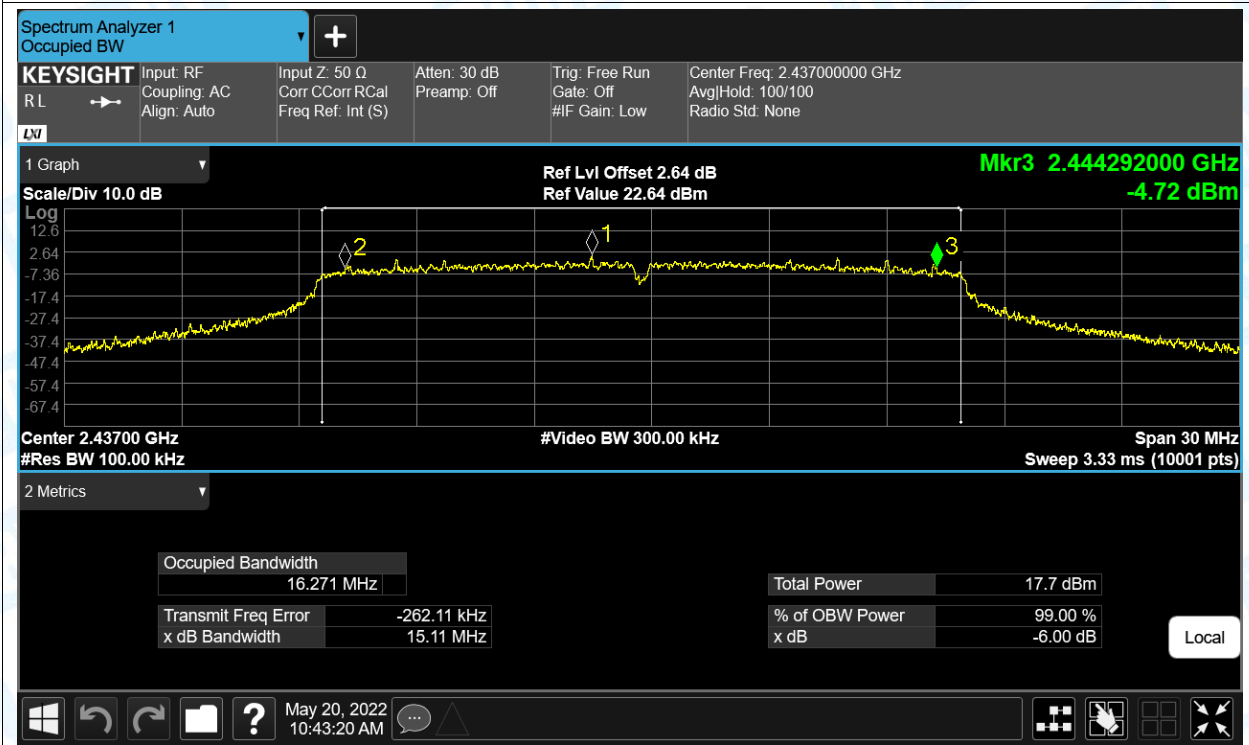 Spectrum Analyzer 1
Occupied BW
KEYSIGHT
R L
LXI
Input: RF
Coupling: AC
Align: Auto
Input Z: 50 Ω
Corr CCorr RCal
Freq Ref: Int (S)
Atten: 30 dB
Preamp: Off
Trig: Free Run
Gate: Off
#IF Gain: Low
Center Freq: 2.437000000 GHz
Avg|Hold: 100/100
Radio Std: None
1 Graph
Scale/Div 10.0 dB
Ref Lvl Offset 2.64 dB
Ref Value 22.64 dBm
Mkr3 2.444292000 GHz
-4.72 dBm
Log
12.6
2.64
-7.36
-17.4
-27.4
-37.4
-47.4
-57.4
-67.4
2
1
3
Center 2.43700 GHz
#Res BW 100.00 kHz
#Video BW 300.00 kHz
Span 30 MHz
Sweep 3.33 ms (10001 pts)
2 Metrics
Occupied Bandwidth
16.271 MHz
Transmit Freq Error -262.11 kHz
x dB Bandwidth 15.11 MHz
Total Power 17.7 dBm
% of OBW Power 99.00 %
x dB -6.00 dB
Local
?
May 20, 2022
10:43:20 AM